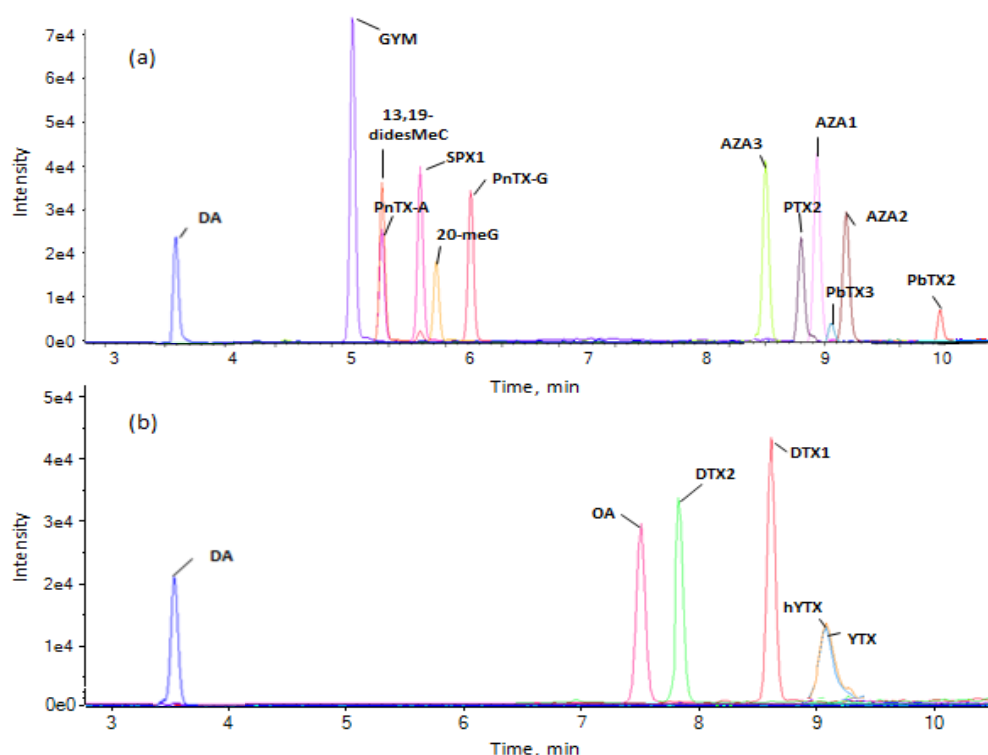 7e4
6e4
5e4
4e4
3e4
2e4
1e4
0e0
Intensity
(a)
GYM
13,19-
didesMeC
SPX1
PnTX-A
PnTX-G
20-meG
DA
AZA3
AZA1
PTX2
AZA2
PbTX3
PbTX2
3 4 5 6 7 8 9 10
Time, min
5e4
4e4
3e4
2e4
1e4
0e0
Intensity
(b)
DA
OA
DTX2
DTX1
hYTX
YTX
3 4 5 6 7 8 9 10
Time, min